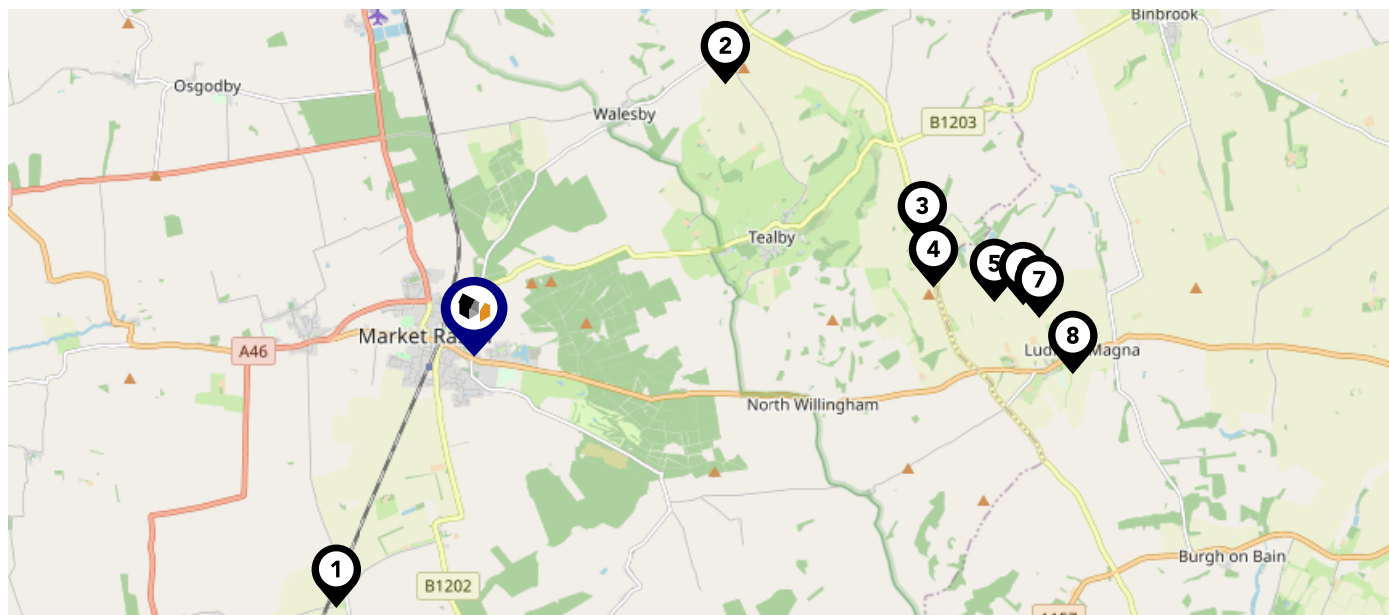 Binbrook
2
Osgodby
Walesby
B1203
3
Tealby
4
5
7
Market Ra
8
A46
Lud Magna
North Willingham
Burgh on Bain
1
B1202